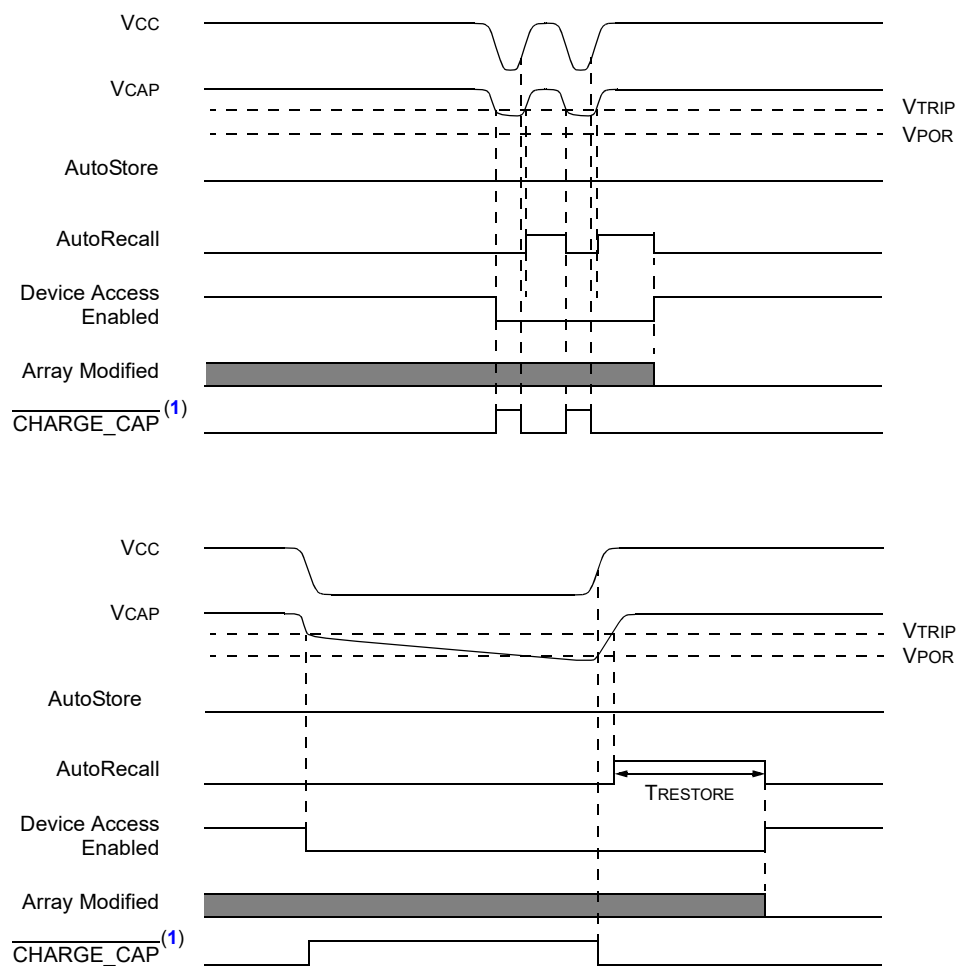 VCC
VCAP
VTRIP
VPOR
AutoStore
AutoRecall
Device Access
Enabled
Array Modified
CHARGE_CAP (1)
VCC
VCAP
VTRIP
VPOR
AutoStore
AutoRecall
TRESTORE
Device Access
Enabled
Array Modified
CHARGE_CAP (1)